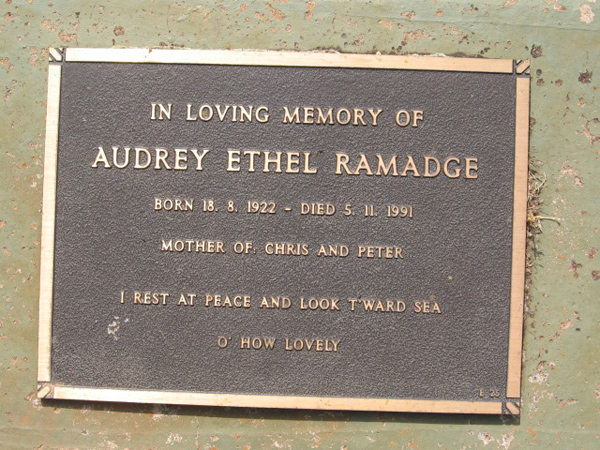 IN LOVING MEMORY OF
AUDREY ETHEL RAMADGE
BORN 18. 8. 1922 - DIED 5. 11. 1991
MOTHER OF: CHRIS AND PETER
I REST AT PEACE AND LOOK T'WARD SEA
O' HOW LOVELY